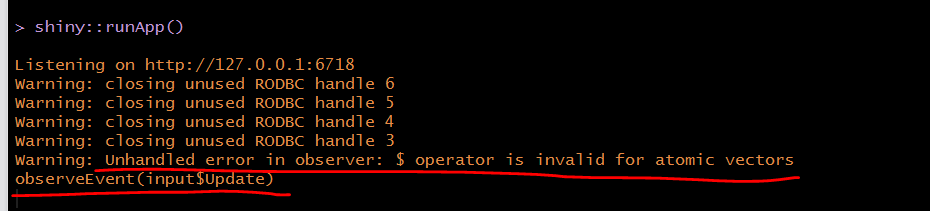 > shiny::runApp()
Listening on http://127.0.0.1:6718
Warning: closing unused RODBC handle 6
Warning: closing unused RODBC handle 5
Warning: closing unused RODBC handle 4
Warning: closing unused RODBC handle 3
Warning: Unhandled error in observer: $ operator is invalid for atomic vectors
observeEvent(input$Update)